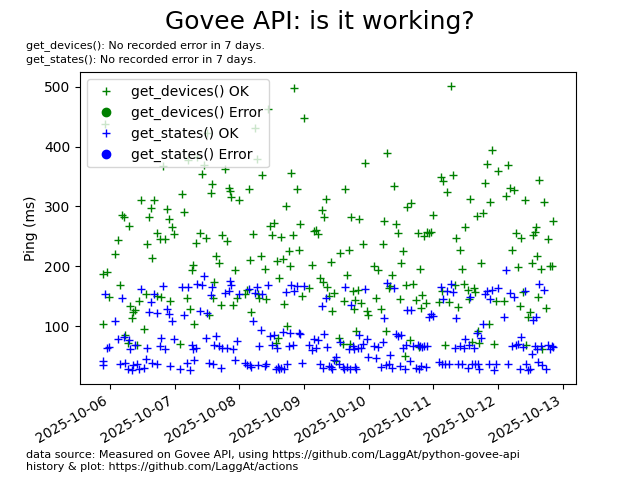 Govee API: is it working?
get_devices(): No recorded error in 7 days.
get_states(): No recorded error in 7 days.
500
400
300
200
100
Ping (ms)
get_devices() OK
get_devices() Error
get_states() OK
get_states() Error
2025-10-06
2025-10-07
2025-10-08
2025-10-09
2025-10-10
2025-10-11
2025-10-12
2025-10-13
data source: Measured on Govee API, using https://github.com/LaggAt/python-govee-api
history & plot: https://github.com/LaggAt/actions